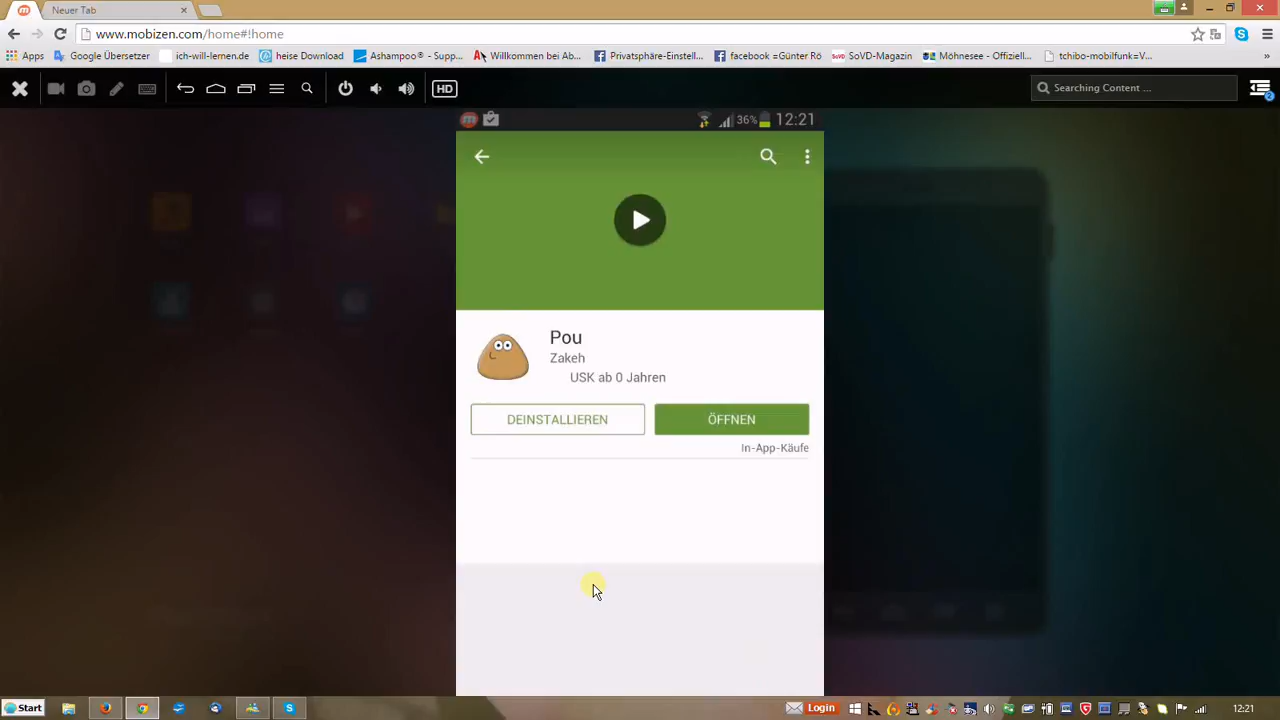 Neuer Tab
www.mobizen.com/home#!home
Apps Google Übersetzer ich-will-lernen.de heise Download Ashampoo® - Supp... Willkommen bei Ab... Privatsphäre-Einstell... facebook =Günter Rö SoVD-Magazin Möhnesee - Offiziell... tchibo-mobilfunk=V...
HD
Searching Content ...
2
36% 12:21
Pou
Zakeh
USK ab 0 Jahren
DEINSTALLIEREN ÖFFNEN
In-App-Käufe
Start Login 12:21